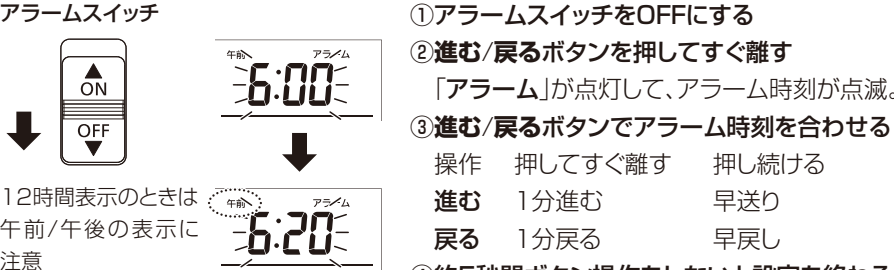 アラームスイッチ
ON
OFF
12時間表示のときは
午前/午後の表示に
注意
午前 アラーム
6:00
午前 アラーム
6:20
①アラームスイッチをOFFにする
②進む/戻るボタンを押してすぐ離す
「アラーム」が点灯して、アラーム時刻が点滅。
③進む/戻るボタンでアラーム時刻を合わせる
操作 押してすぐ離す 押し続ける
進む 1分進む 早送り
戻る 1分戻る 早戻し